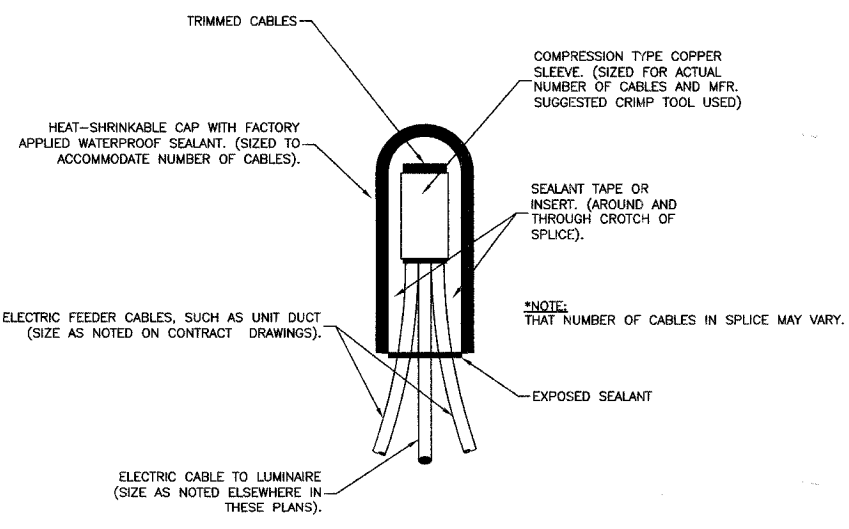 TRIMMED CABLES
COMPRESSION TYPE COPPER
SLEEVE. (SIZED FOR ACTUAL
NUMBER OF CABLES AND MFR.
SUGGESTED CRIMP TOOL USED)
HEAT-SHRINKABLE CAP WITH FACTORY
APPLIED WATERPROOF SEALANT. (SIZED TO
ACCOMMODATE NUMBER OF CABLES).
SEALANT TAPE OR
INSERT. (AROUND AND
THROUGH CROTCH OF
SPLICE).
*NOTE:
THAT NUMBER OF CABLES IN SPLICE MAY VARY.
ELECTRIC FEEDER CABLES, SUCH AS UNIT DUCT
(SIZE AS NOTED ON CONTRACT DRAWINGS).
EXPOSED SEALANT
ELECTRIC CABLE TO LUMINAIRE
(SIZE AS NOTED ELSEWHERE IN
THESE PLANS).